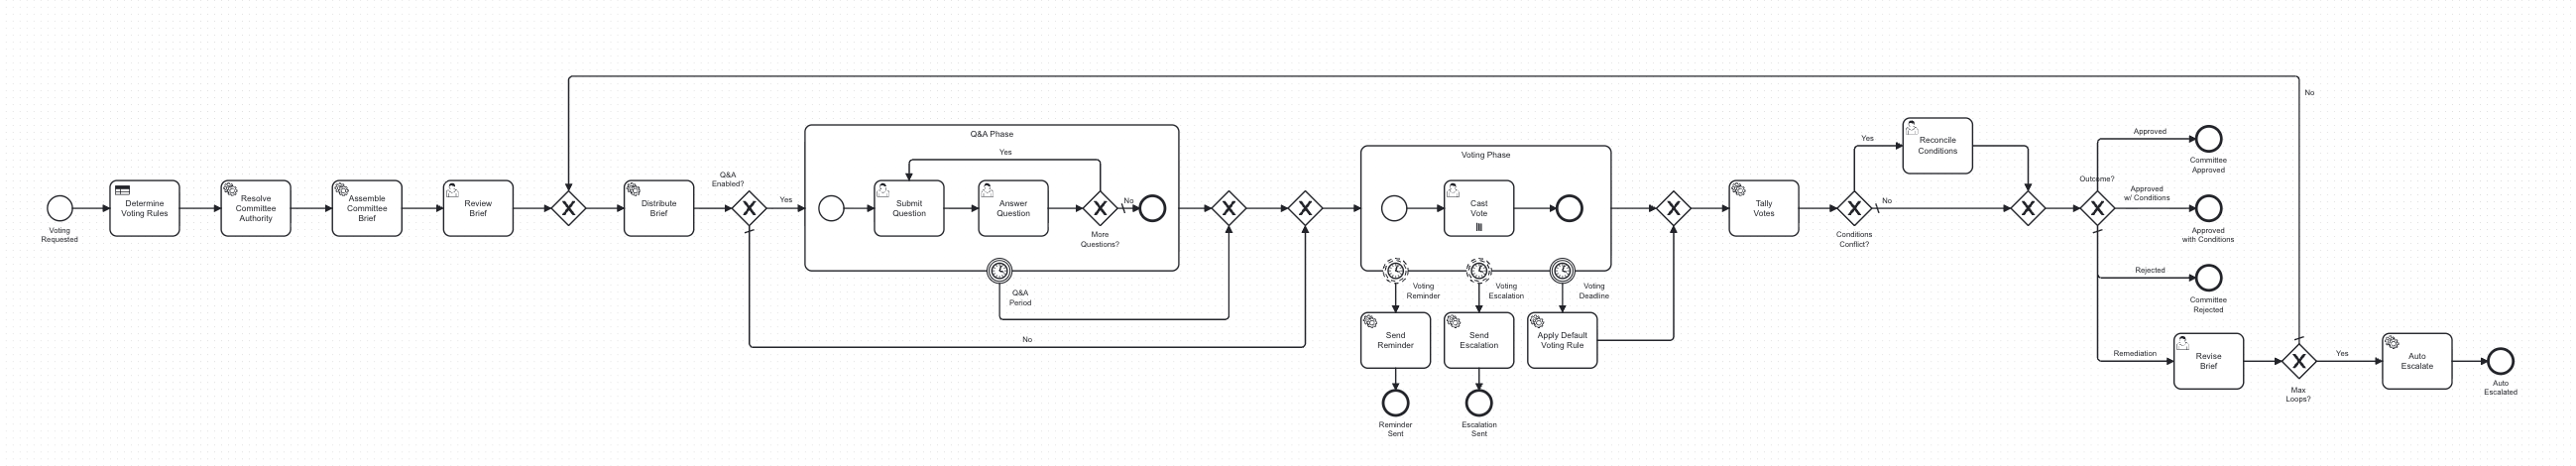 Voting
Requested
Determine
Voting Rules
Resolve
Committee
Authority
Assemble
Committee
Brief
Review
Brief
Distribute
Brief
Q&A
Enabled?
Yes
No
Q&A Phase
Submit
Question
Answer
Question
Yes
More
Questions?
No
Q&A
Period
Voting Phase
Cast
Vote
Voting
Reminder
Voting
Escalation
Voting
Deadline
Send
Reminder
Send
Escalation
Apply Default
Voting Rule
Reminder
Sent
Escalation
Sent
Tally
Votes
Conditions
Conflict?
Yes
No
Reconcile
Conditions
Outcome?
Approved
Committee
Approved
Approved
w/ Conditions
Approved
with Conditions
Rejected
Committee
Rejected
Remediation
Revise
Brief
Max
Loops?
No
Yes
Auto
Escalate
Auto
Escalated